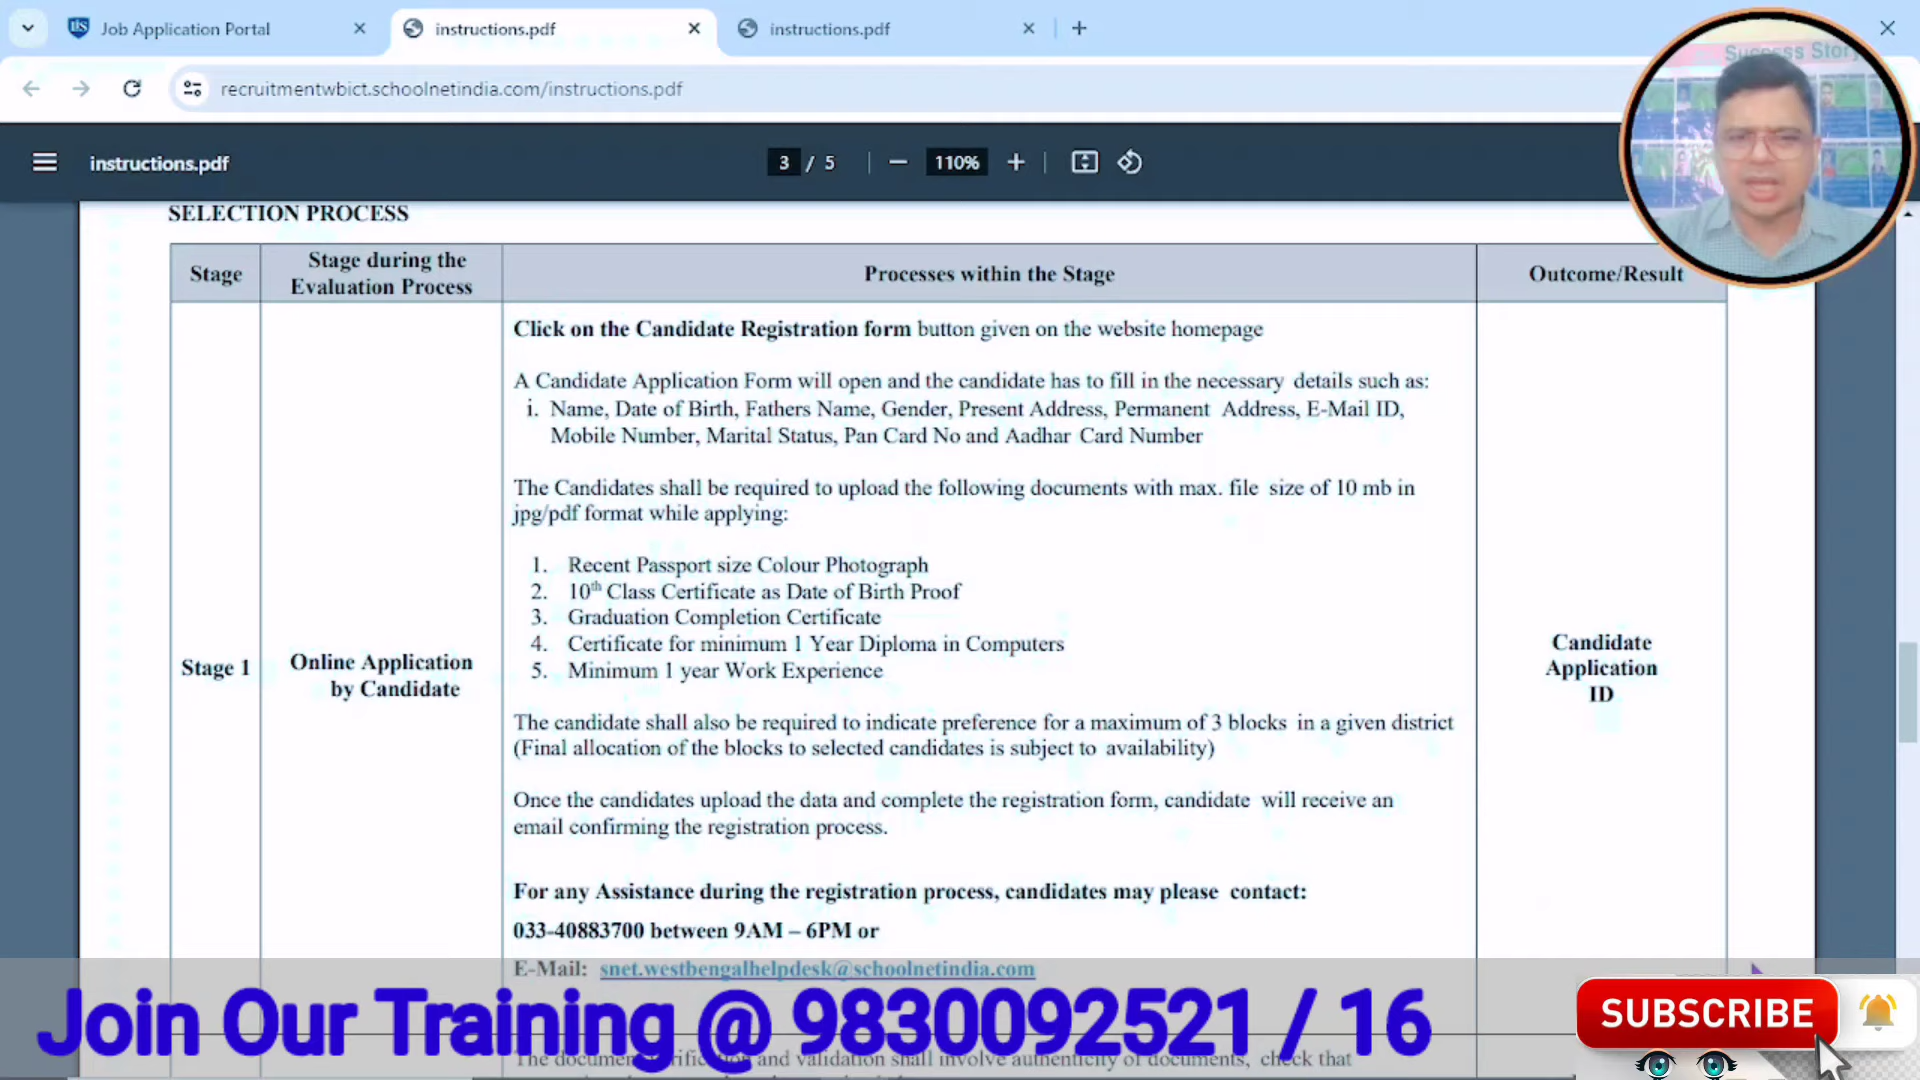 Job Application Portal
instructions.pdf
instructions.pdf
recruitmentwbict.schoolnetindia.com/instructions.pdf
instructions.pdf
3 / 5
110%
Success Story
SELECTION PROCESS
Stage
Stage during the
Evaluation Process
Processes within the Stage
Outcome/Result
Stage 1
Online Application
by Candidate
Click on the Candidate Registration form button given on the website homepage
A Candidate Application Form will open and the candidate has to fill in the necessary details such as:
i. Name, Date of Birth, Fathers Name, Gender, Present Address, Permanent Address, E-Mail ID,
Mobile Number, Marital Status, Pan Card No and Aadhar Card Number
The Candidates shall be required to upload the following documents with max. file size of 10 mb in
jpg/pdf format while applying:
1. Recent Passport size Colour Photograph
2. 10th Class Certificate as Date of Birth Proof
3. Graduation Completion Certificate
4. Certificate for minimum 1 Year Diploma in Computers
5. Minimum 1 year Work Experience
The candidate shall also be required to indicate preference for a maximum of 3 blocks in a given district
(Final allocation of the blocks to selected candidates is subject to availability)
Once the candidates upload the data and complete the registration form, candidate will receive an
email confirming the registration process.
For any Assistance during the registration process, candidates may please contact:
033-40883700 between 9AM – 6PM or
E-Mail: snet.westbengalhelpdesk@schoolnetindia.com
Candidate
Application
ID
Join Our Training @ 9830092521 / 16
SUBSCRIBE
and validation shall involve authenticity of documents, check that